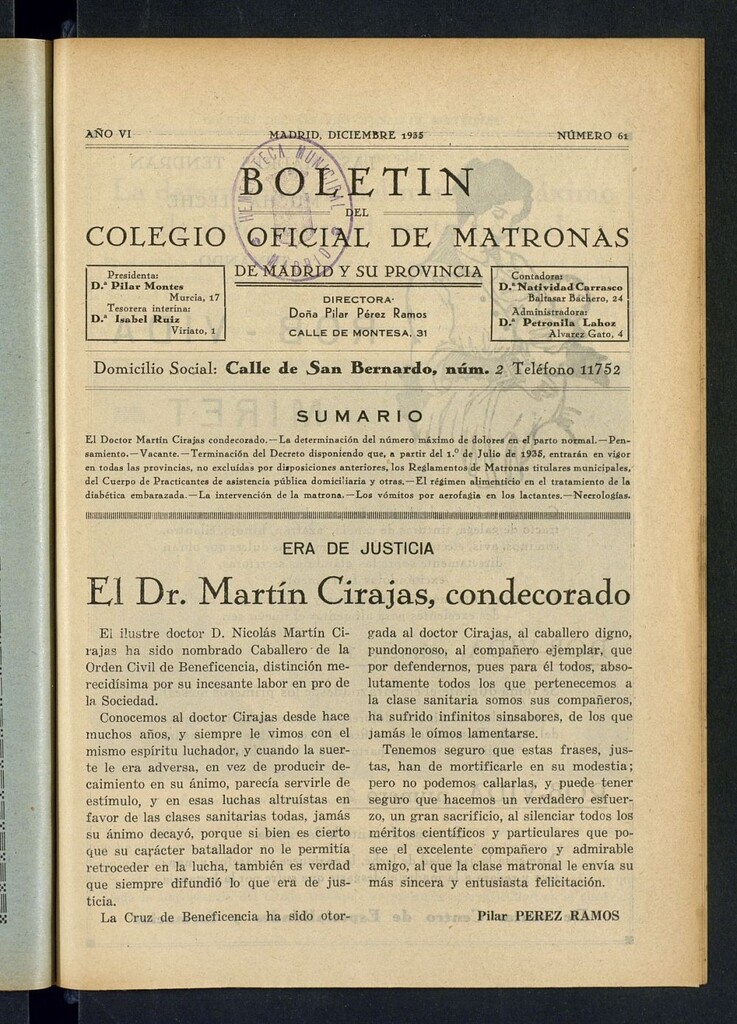 AÑO VI
MADRID, DICIEMBRE 1935
NÚMERO 61
HEMEROTECA MUNICIPAL
MADRID
BOLETIN
DEL
COLEGIO OFICIAL DE MATRONAS
DE MADRID Y SU PROVINCIA
Presidenta:
D.ª Pilar Montes
Murcia, 17
Tesorera interina:
D.ª Isabel Ruiz
Viriato, 1
DIRECTORA·
Doña Pilar Pérez Ramos
CALLE DE MONTESA, 31
Contadora:
D.ª Natividad Carrasco
Baltasar Bachero, 24
Administradora:
D.ª Petronila Lahoz
Alvarez Gato, 4
Domicilio Social: Calle de San Bernardo, núm. 2 Teléfono 11752
SUMARIO
El Doctor Martín Cirajas condecorado.—La determinación del número máximo de dolores en el parto normal.—Pen-
samiento.—Vacante.—Terminación del Decreto disponiendo que, a partir del 1.º de Julio de 1935, entrarán en vigor
en todas las provincias, no excluídas por disposiciones anteriores, los Reglamentos de Matronas titulares municipales,
del Cuerpo de Practicantes de asistencia pública domiciliaria y otras.—El régimen alimenticio en el tratamiento de la
diabética embarazada.—La intervención de la matrona.—Los vómitos por aerofagia en los lactantes.—Necrologías.
ERA DE JUSTICIA
El Dr. Martín Cirajas, condecorado
El ilustre doctor D. Nicolás Martín Ci-
rajas ha sido nombrado Caballero de la
Orden Civil de Beneficencia, distinción me-
recidísima por su incesante labor en pro de
la Sociedad.
Conocemos al doctor Cirajas desde hace
muchos años, y siempre le vimos con el
mismo espíritu luchador, y cuando la suer-
te le era adversa, en vez de producir de-
caimiento en su ánimo, parecía servirle de
estímulo, y en esas luchas altruístas en
favor de las clases sanitarias todas, jamás
su ánimo decayó, porque si bien es cierto
que su carácter batallador no le permitía
retroceder en la lucha, también es verdad
que siempre difundió lo que era de jus-
ticia.
La Cruz de Beneficencia ha sido otor-
gada al doctor Cirajas, al caballero digno,
pundonoroso, al compañero ejemplar, que
por defendernos, pues para él todos, abso-
lutamente todos los que pertenecemos a
la clase sanitaria somos sus compañeros,
ha sufrido infinitos sinsabores, de los que
jamás le oímos lamentarse.
Tenemos seguro que estas frases, jus-
tas, han de mortificarle en su modestia;
pero no podemos callarlas, y puede tener
seguro que hacemos un verdadero esfuer-
zo, un gran sacrificio, al silenciar todos los
méritos científicos y particulares que po-
see el excelente compañero y admirable
amigo, al que la clase matronal le envía su
más sincera y entusiasta felicitación.
Pilar PEREZ RAMOS